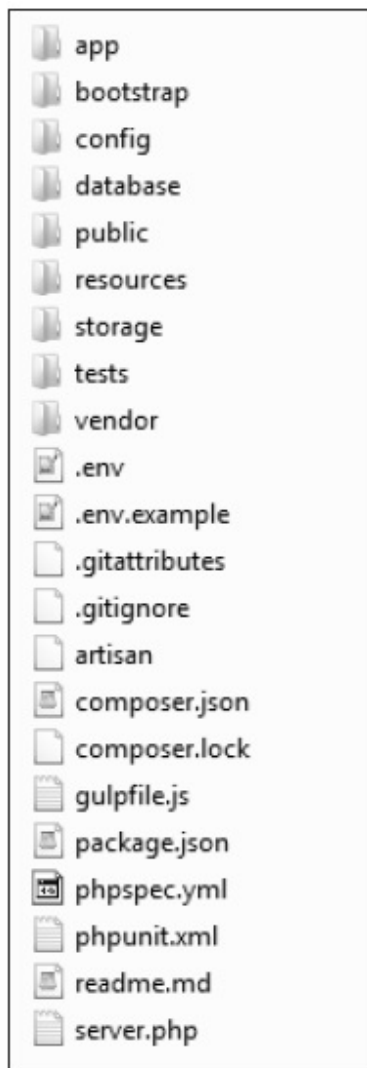 app
bootstrap
config
database
public
resources
storage
tests
vendor
.env
.env.example
.gitattributes
.gitignore
artisan
composer.json
composer.lock
gulpfile.js
package.json
phpspec.yml
phpunit.xml
readme.md
server.php